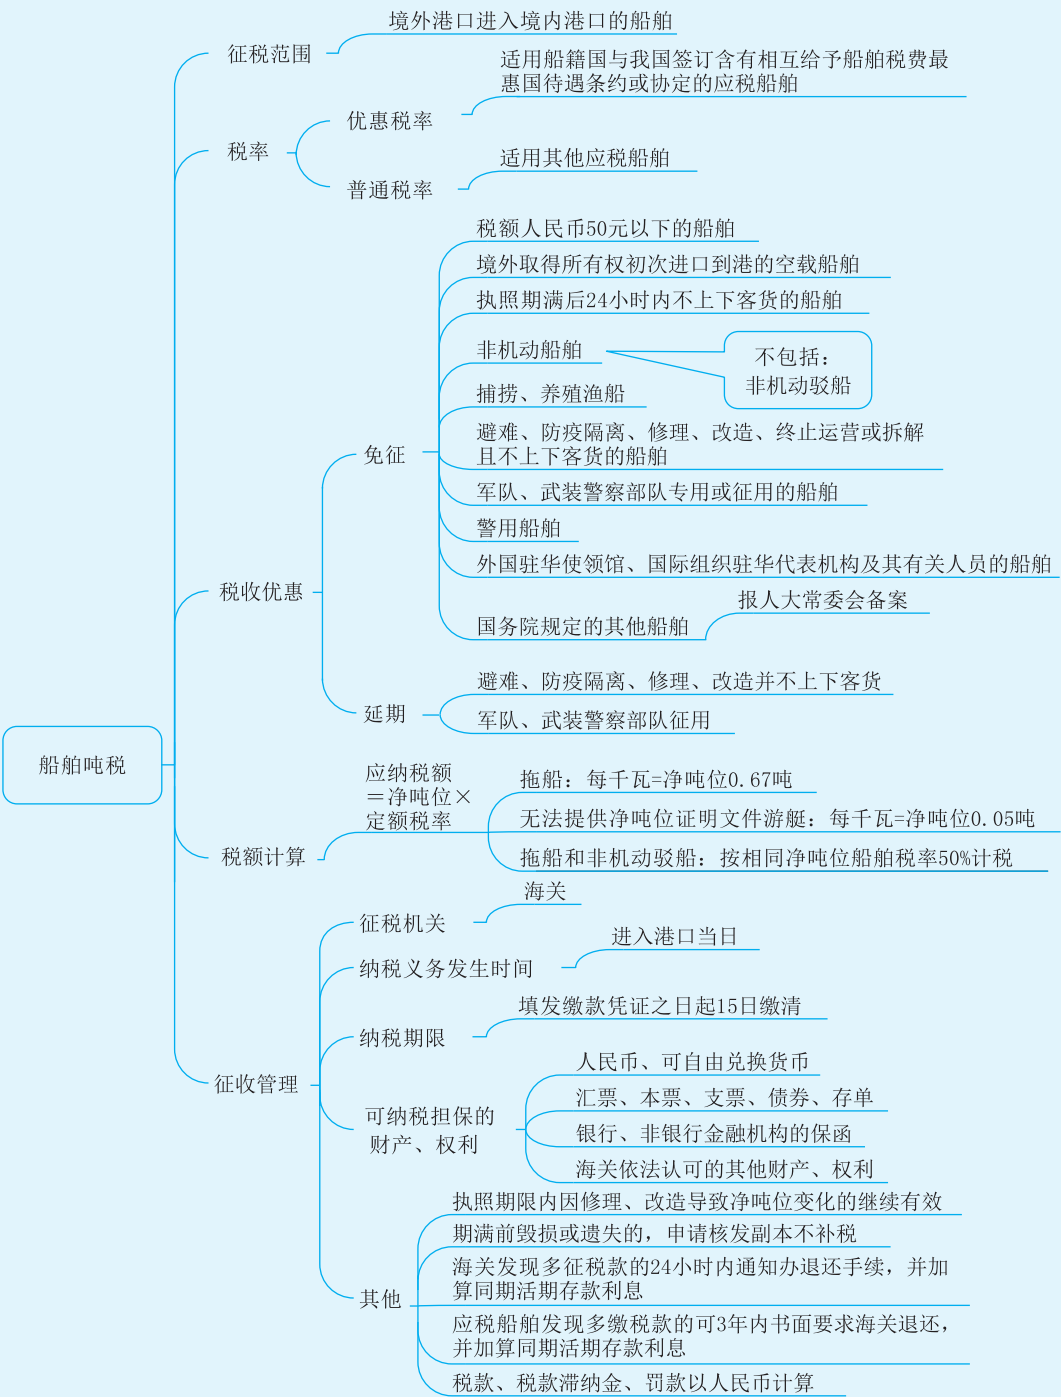 船舶吨税
征税范围
境外港口进入境内港口的船舶
税率
优惠税率
适用船籍国与我国签订含有相互给予船舶税费最
惠国待遇条约或协定的应税船舶
普通税率
适用其他应税船舶
税收优惠
免征
税额人民币50元以下的船舶
境外取得所有权初次进口到港的空载船舶
执照期满后24小时内不上下客货的船舶
非机动船舶
不包括:
非机动驳船
捕捞、养殖渔船
避难、防疫隔离、修理、改造、终止运营或拆解
且不上下客货的船舶
军队、武装警察部队专用或征用的船舶
警用船舶
外国驻华使领馆、国际组织驻华代表机构及其有关人员的船舶
国务院规定的其他船舶
报人大常委会备案
延期
避难、防疫隔离、修理、改造并不上下客货
军队、武装警察部队征用
税额计算
应纳税额
＝净吨位×
定额税率
拖船: 每千瓦=净吨位0.67吨
无法提供净吨位证明文件游艇: 每千瓦=净吨位0.05吨
拖船和非机动驳船: 按相同净吨位船舶税率50%计税
征收管理
征税机关
海关
纳税义务发生时间
进入港口当日
纳税期限
填发缴款凭证之日起15日缴清
可纳税担保的
财产、权利
人民币、可自由兑换货币
汇票、本票、支票、债券、存单
银行、非银行金融机构的保函
海关依法认可的其他财产、权利
其他
执照期限内因修理、改造导致净吨位变化的继续有效
期满前毁损或遗失的，申请核发副本不补税
海关发现多征税款的24小时内通知办退还手续，并加
算同期活期存款利息
应税船舶发现多缴税款的可3年内书面要求海关退还，
并加算同期活期存款利息
税款、税款滞纳金、罚款以人民币计算